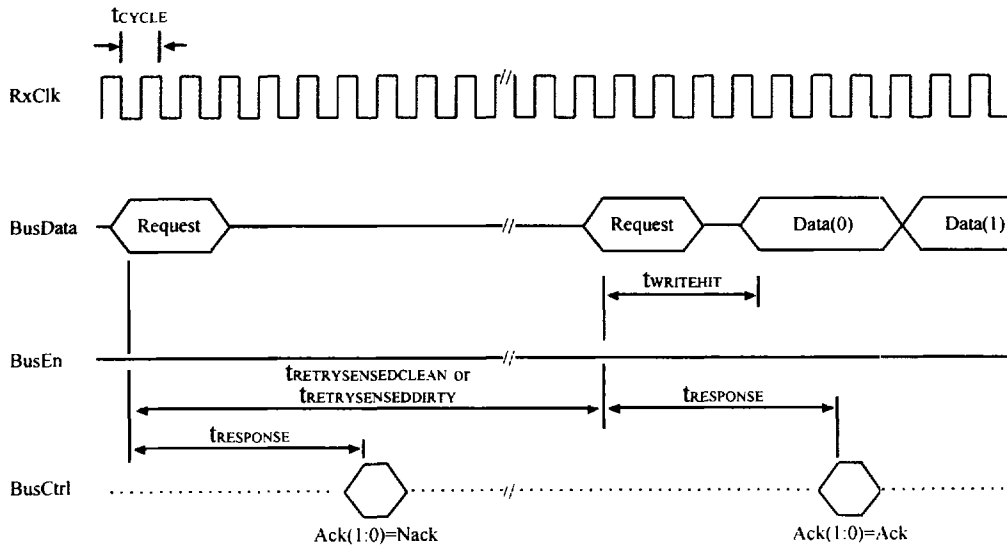 tCYCLE
RxClk
//
BusData
Request
//
Request
Data(0)
Data(1)
tWRITEHIT
BusEn
//
tRETRYSENSEDCLEAN or
tRETRYSENSEDDIRTY
tRESPONSE
tRESPONSE
BusCtrl
//
Ack(1:0)=Nack
Ack(1:0)=Ack